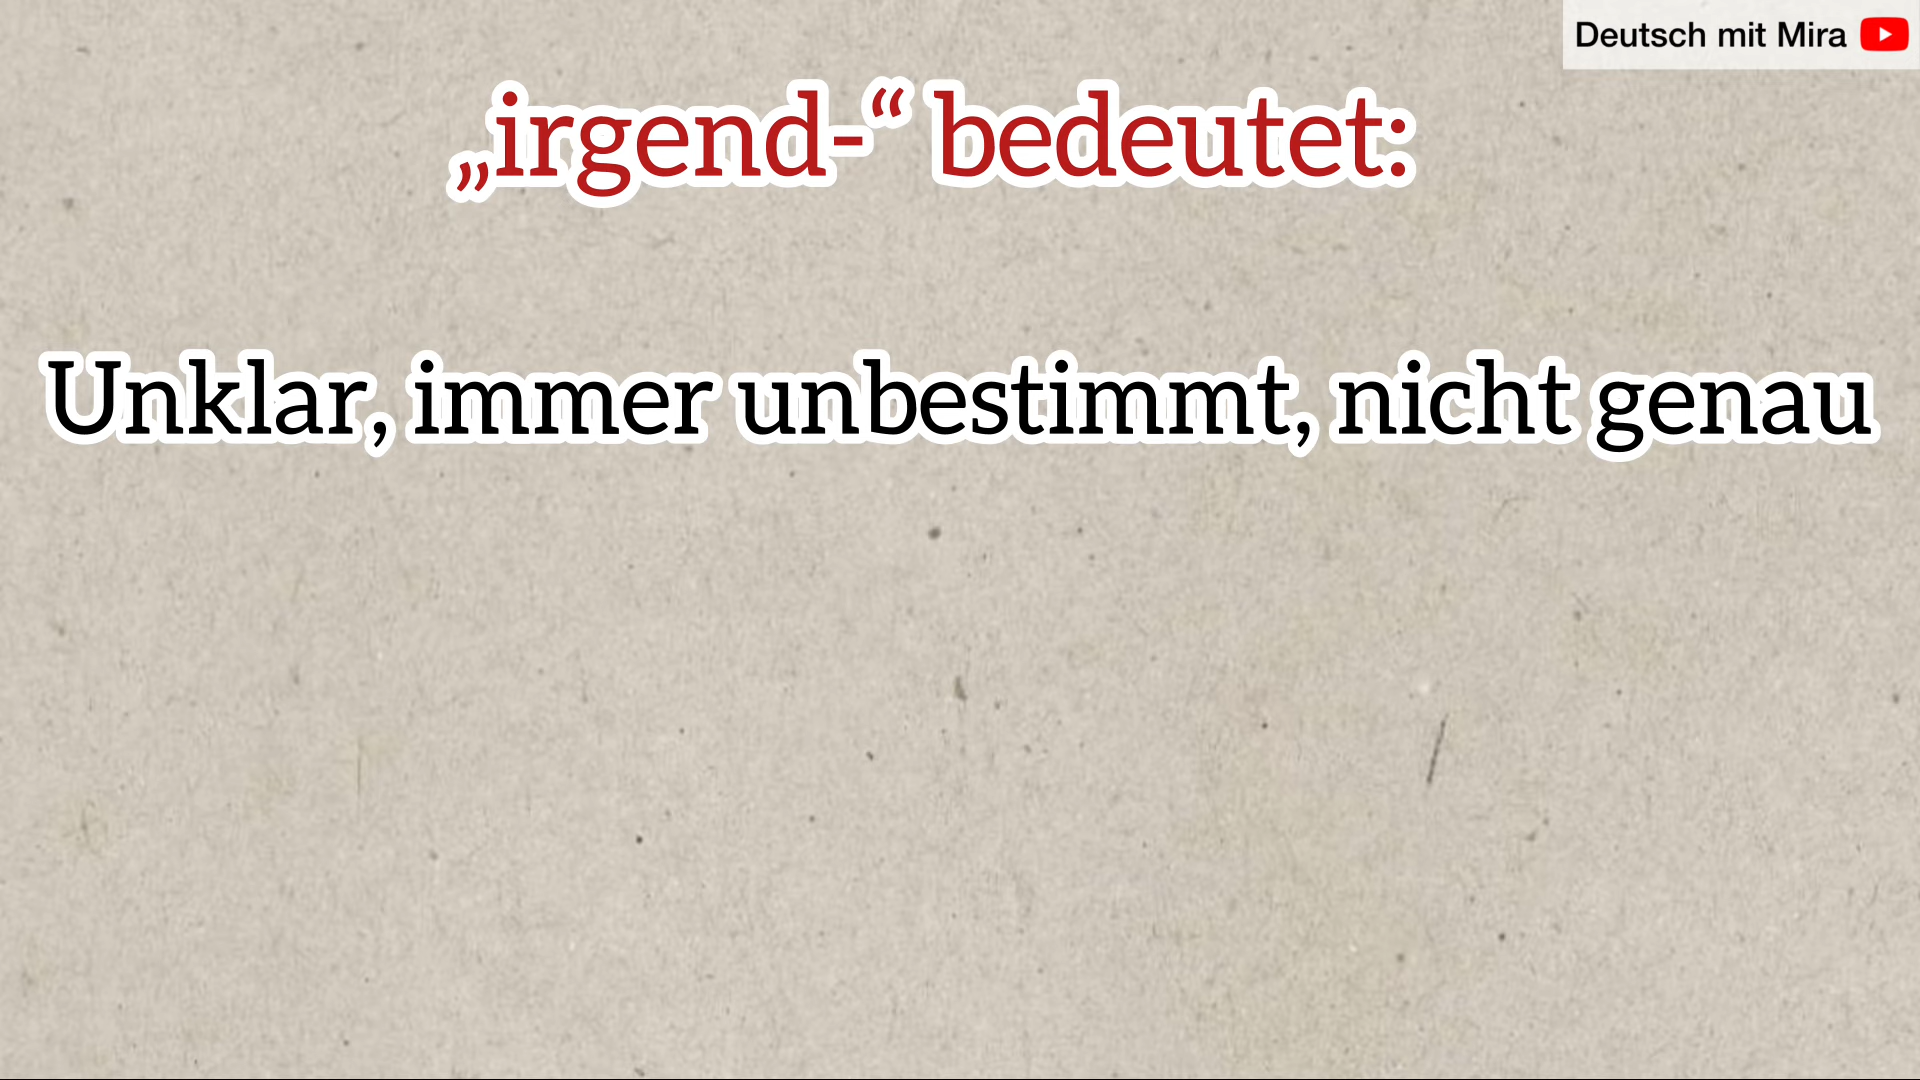 Deutsch mit Mira
„irgend-“ bedeutet:
Unklar, immer unbestimmt, nicht genau